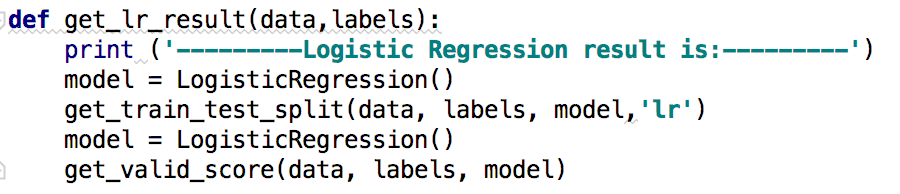 def get_lr_result(data,labels):
    print ('---------Logistic Regression result is:---------')
    model = LogisticRegression()
    get_train_test_split(data, labels, model,'lr')
    model = LogisticRegression()
    get_valid_score(data, labels, model)